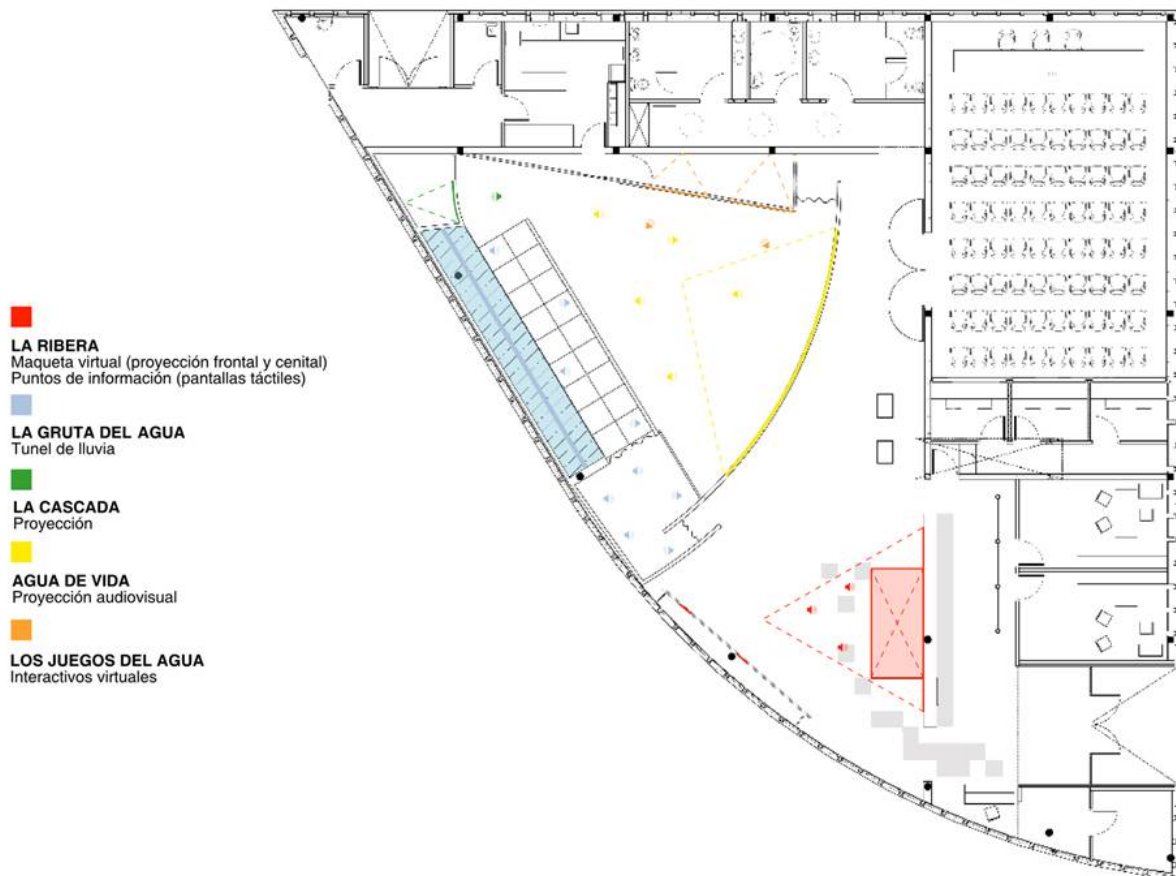 LA RIBERA
Maqueta virtual (proyección frontal y cenital)
Puntos de información (pantallas táctiles)
LA GRUTA DEL AGUA
Tunel de lluvia
LA CASCADA
Proyección
AGUA DE VIDA
Proyección audiovisual
LOS JUEGOS DEL AGUA
Interactivos virtuales